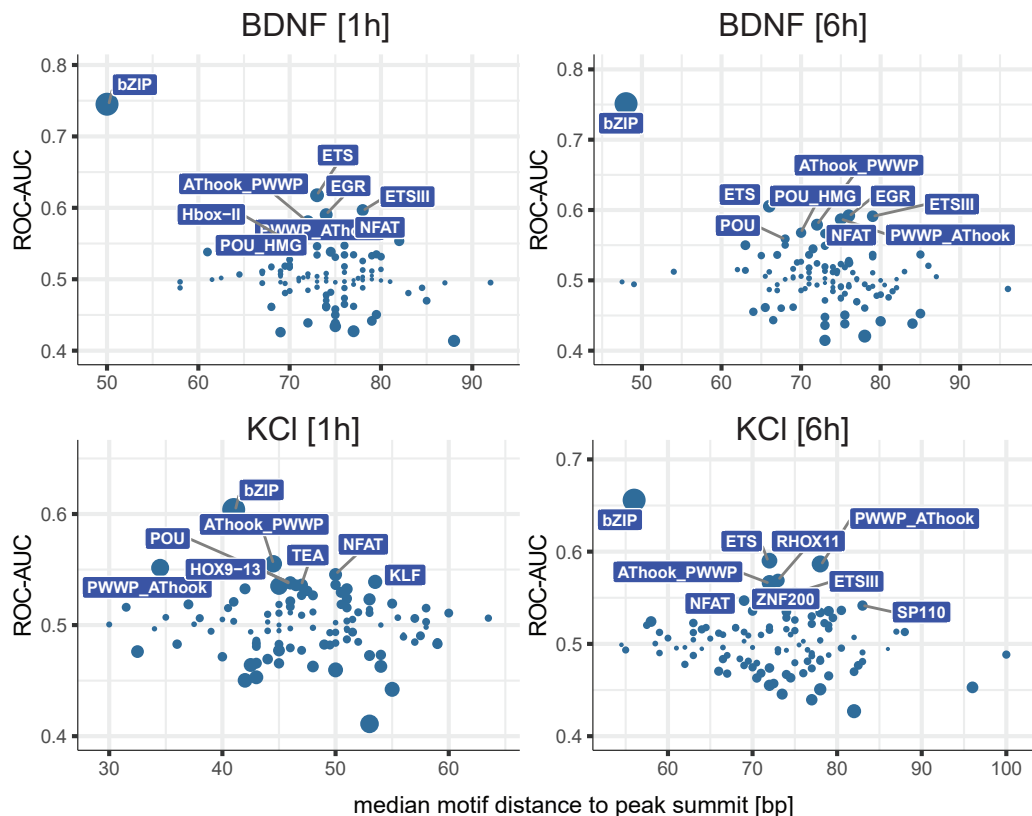 BDNF [1h]
BDNF [6h]
0.8
0.7
0.6
0.5
0.4
ROC-AUC
bZIP
ETS
AThook_PWWP
EGR
ETSIII
Hbox-II
PWWP_AThook
NFAT
POU_HMG
50
60
70
80
90
0.8
0.7
0.6
0.5
0.4
ROC-AUC
bZIP
AThook_PWWP
ETS
POU_HMG
EGR
ETSIII
POU
NFAT
PWWP_AThook
50
60
70
80
90
KCl [1h]
KCl [6h]
0.6
0.5
0.4
ROC-AUC
bZIP
AThook_PWWP
POU
NFAT
TEA
HOX9-13
KLF
PWWP_AThook
30
40
50
60
0.7
0.6
0.5
0.4
ROC-AUC
bZIP
PWWP_AThook
ETS
RHOX11
AThook_PWWP
ETSIII
ZNF200
NFAT
SP110
60
70
80
90
100
median motif distance to peak summit [bp]